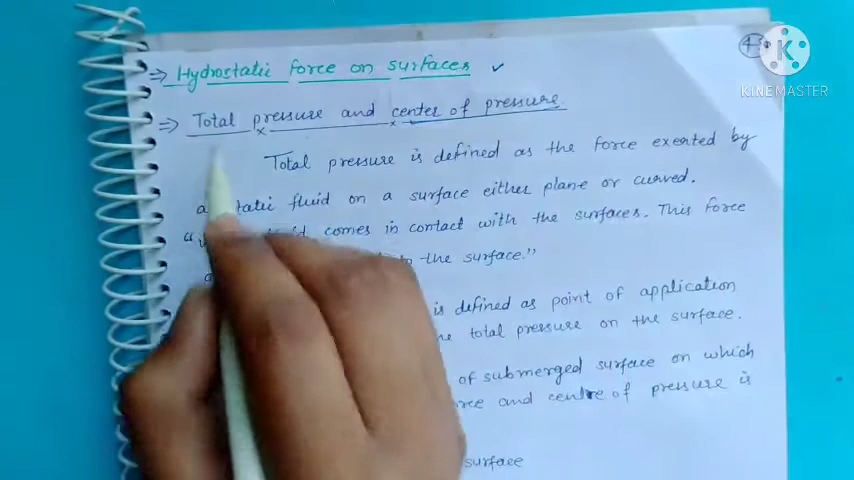 43
K
KINEMASTER
⇒ Hydrostatic force on surfaces ✓
⇒ Total pressure and center of pressure.
Total pressure is defined as the force exerted by
a static fluid on a surface either plane or curved.
" comes in contact with the surfaces. This force
the surface."
is defined as point of application
total pressure on the surface.
of submerged surface on which
and centre of pressure is
surface